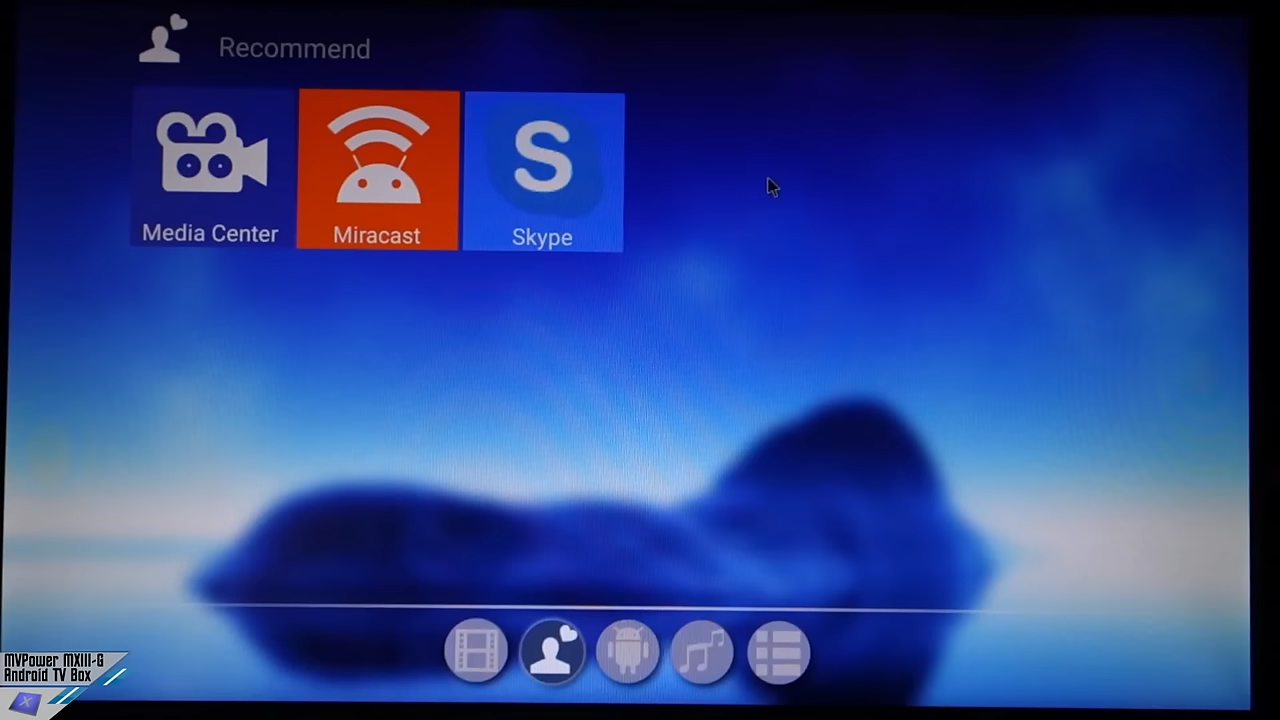 Recommend
Media Center
Miracast
Skype
MVPower MXIII-G
Android TV Box